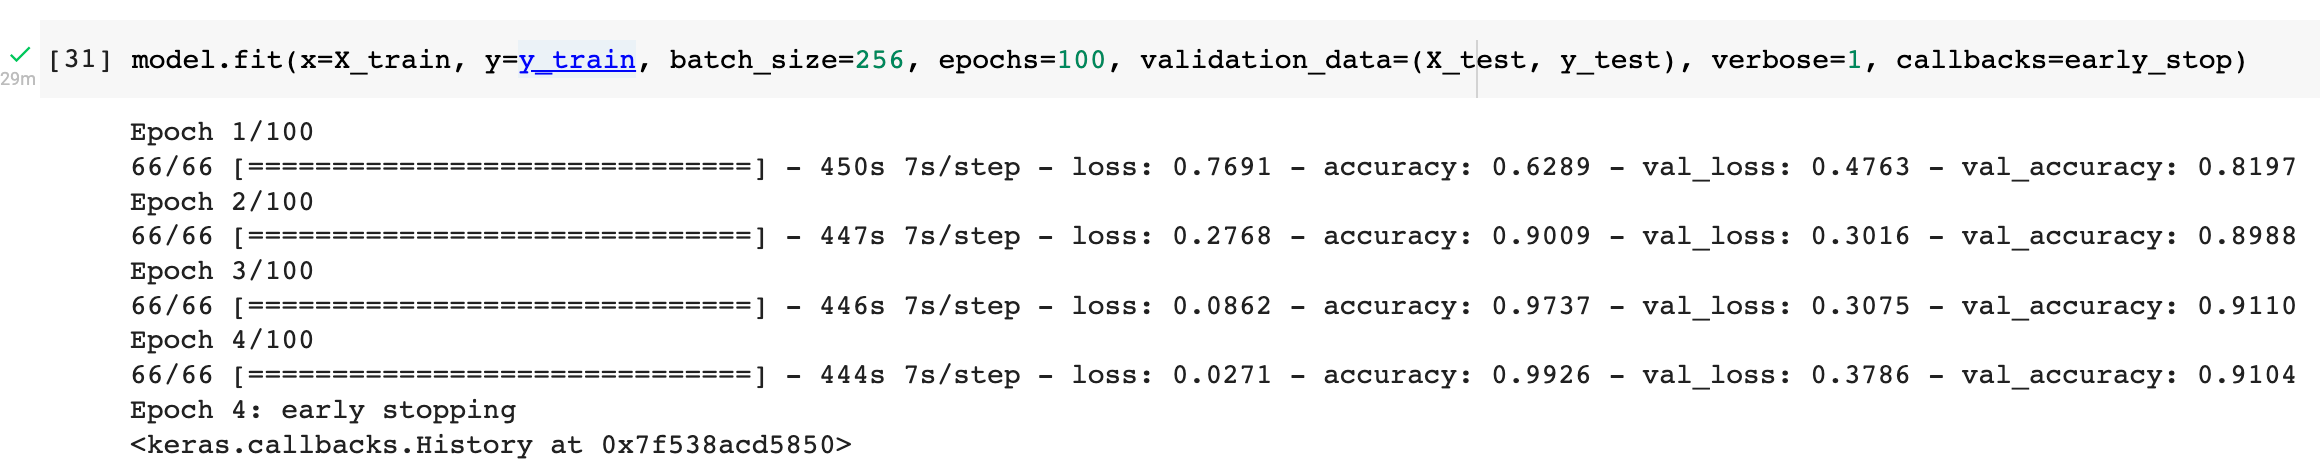 [31] model.fit(x=X_train, y=y_train, batch_size=256, epochs=100, validation_data=(X_test, y_test), verbose=1, callbacks=early_stop)
29m
Epoch 1/100
66/66 [==============================] - 450s 7s/step - loss: 0.7691 - accuracy: 0.6289 - val_loss: 0.4763 - val_accuracy: 0.8197
Epoch 2/100
66/66 [==============================] - 447s 7s/step - loss: 0.2768 - accuracy: 0.9009 - val_loss: 0.3016 - val_accuracy: 0.8988
Epoch 3/100
66/66 [==============================] - 446s 7s/step - loss: 0.0862 - accuracy: 0.9737 - val_loss: 0.3075 - val_accuracy: 0.9110
Epoch 4/100
66/66 [==============================] - 444s 7s/step - loss: 0.0271 - accuracy: 0.9926 - val_loss: 0.3786 - val_accuracy: 0.9104
Epoch 4: early stopping
<keras.callbacks.History at 0x7f538acd5850>